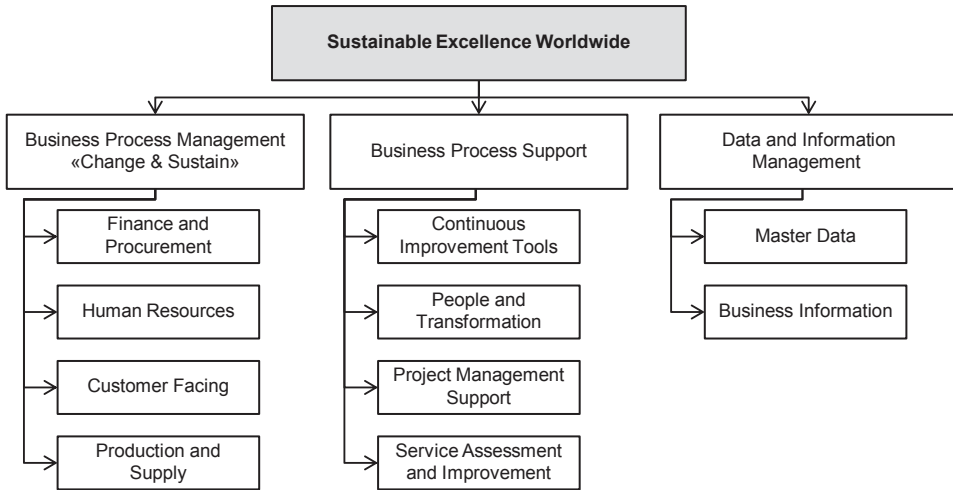 Sustainable Excellence Worldwide
Business Process Management
«Change & Sustain»
Business Process Support
Data and Information
Management
Finance and
Procurement
Human Resources
Customer Facing
Production and
Supply
Continuous
Improvement Tools
People and
Transformation
Project Management
Support
Service Assessment
and Improvement
Master Data
Business Information